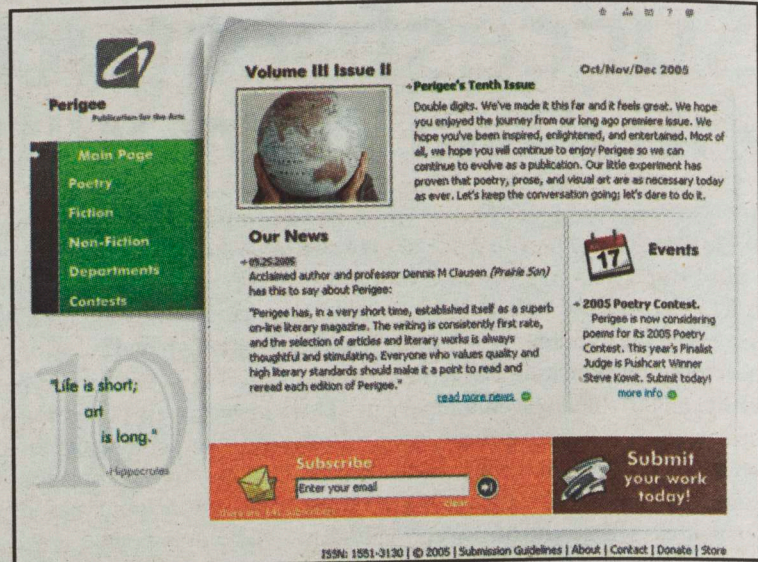 Perigee
Publication for the Arts
Main Page
Poetry
Fiction
Non-Fiction
Departments
Contests
10
"Life is short;
art
is long."
-Hippocrates
Volume III Issue II
Oct/Nov/Dec 2005
Perigee's Tenth Issue
Double digits. We've made it this far and it feels great. We hope
you enjoyed the journey from our long ago premiere issue. We
hope you've been inspired, enlightened, and entertained. Most of
all, we hope you will continue to enjoy Perigee so we can
continue to evolve as a publication. Our little experiment has
proven that poetry, prose, and visual art are as necessary today
as ever. Let's keep the conversation going; let's dare to do it.
Our News
09.25.2005
Acclaimed author and professor Dennis M Clausen (Prairie Son)
has this to say about Perigee:
"Perigee has, in a very short time, established itself as a superb
on-line literary magazine. The writing is consistently first rate,
and the selection of articles and literary works is always
thoughtful and stimulating. Everyone who values quality and
high literary standards should make it a point to read and
reread each edition of Perigee."
read more news
17
Events
2005 Poetry Contest.
Perigee is now considering
poems for its 2005 Poetry
Contest. This year's Finalist
Judge is Pushcart Winner
Steve Kowit. Submit today!
more info
Subscribe
Enter your email
clear
there are 641 subscribers
Submit
your work
today!
ISSN: 1551-3130 | © 2005 | Submission Guidelines | About | Contact | Donate | Store